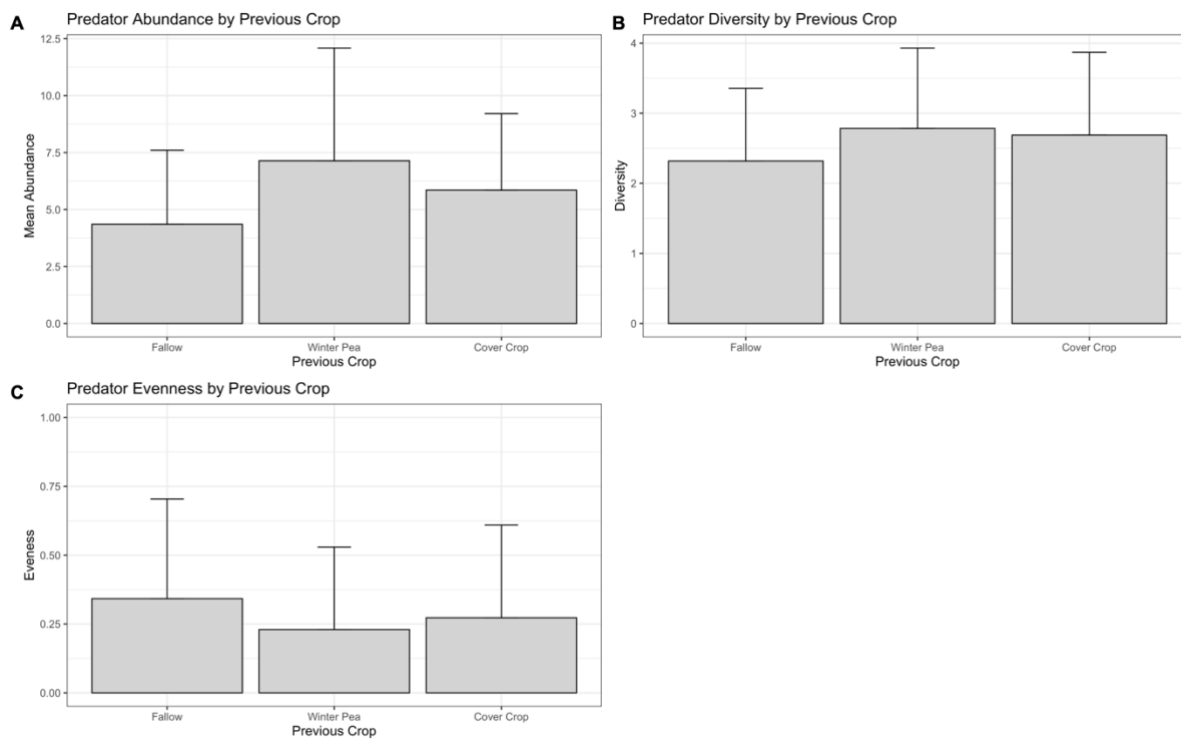 A
Predator Abundance by Previous Crop
12.5
10.0
7.5
5.0
2.5
0.0
Mean Abundance
Fallow Winter Pea Cover Crop
Previous Crop
B
Predator Diversity by Previous Crop
4
3
2
1
0
Diversity
Fallow Winter Pea Cover Crop
Previous Crop
C
Predator Evenness by Previous Crop
1.00
0.75
0.50
0.25
0.00
Eveness
Fallow Winter Pea Cover Crop
Previous Crop